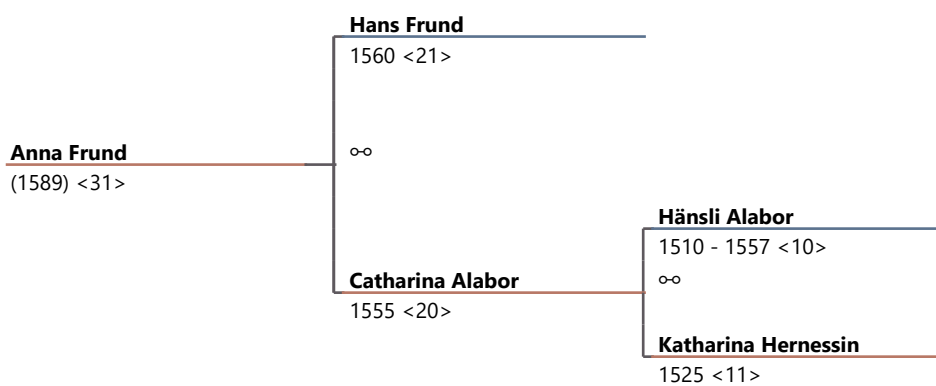 Hans Frund
1560 <21>
Anna Frund
(1589) <31>
Hänsli Alabor
1510 - 1557 <10>
Catharina Alabor
1555 <20>
Katharina Hernessin
1525 <11>